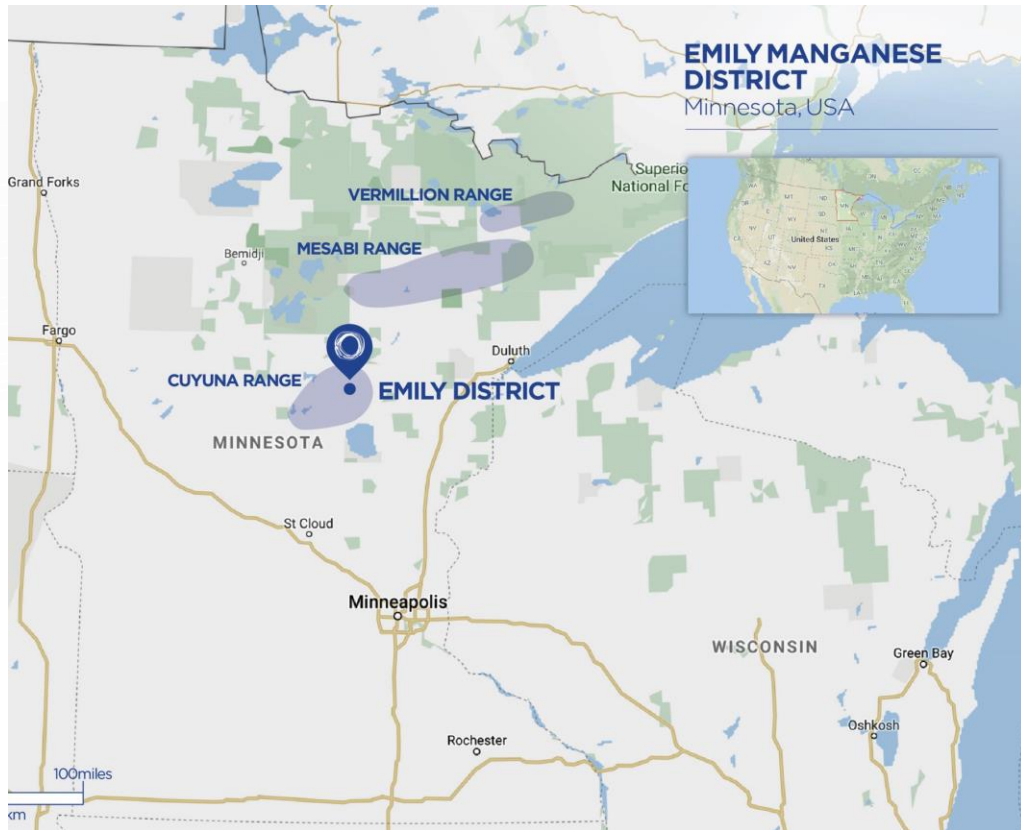 EMILY MANGANESE
DISTRICT
Minnesota, USA
Superio
National Fo
Grand Forks
VERMILLION RANGE
MESABI RANGE
Bemidji
United States
Fargo
Duluth
CUYUNA RANGE
EMILY DISTRICT
MINNESOTA
St Cloud
Minneapolis
WISCONSIN
Green Bay
Oshkosh
Rochester
100miles
km